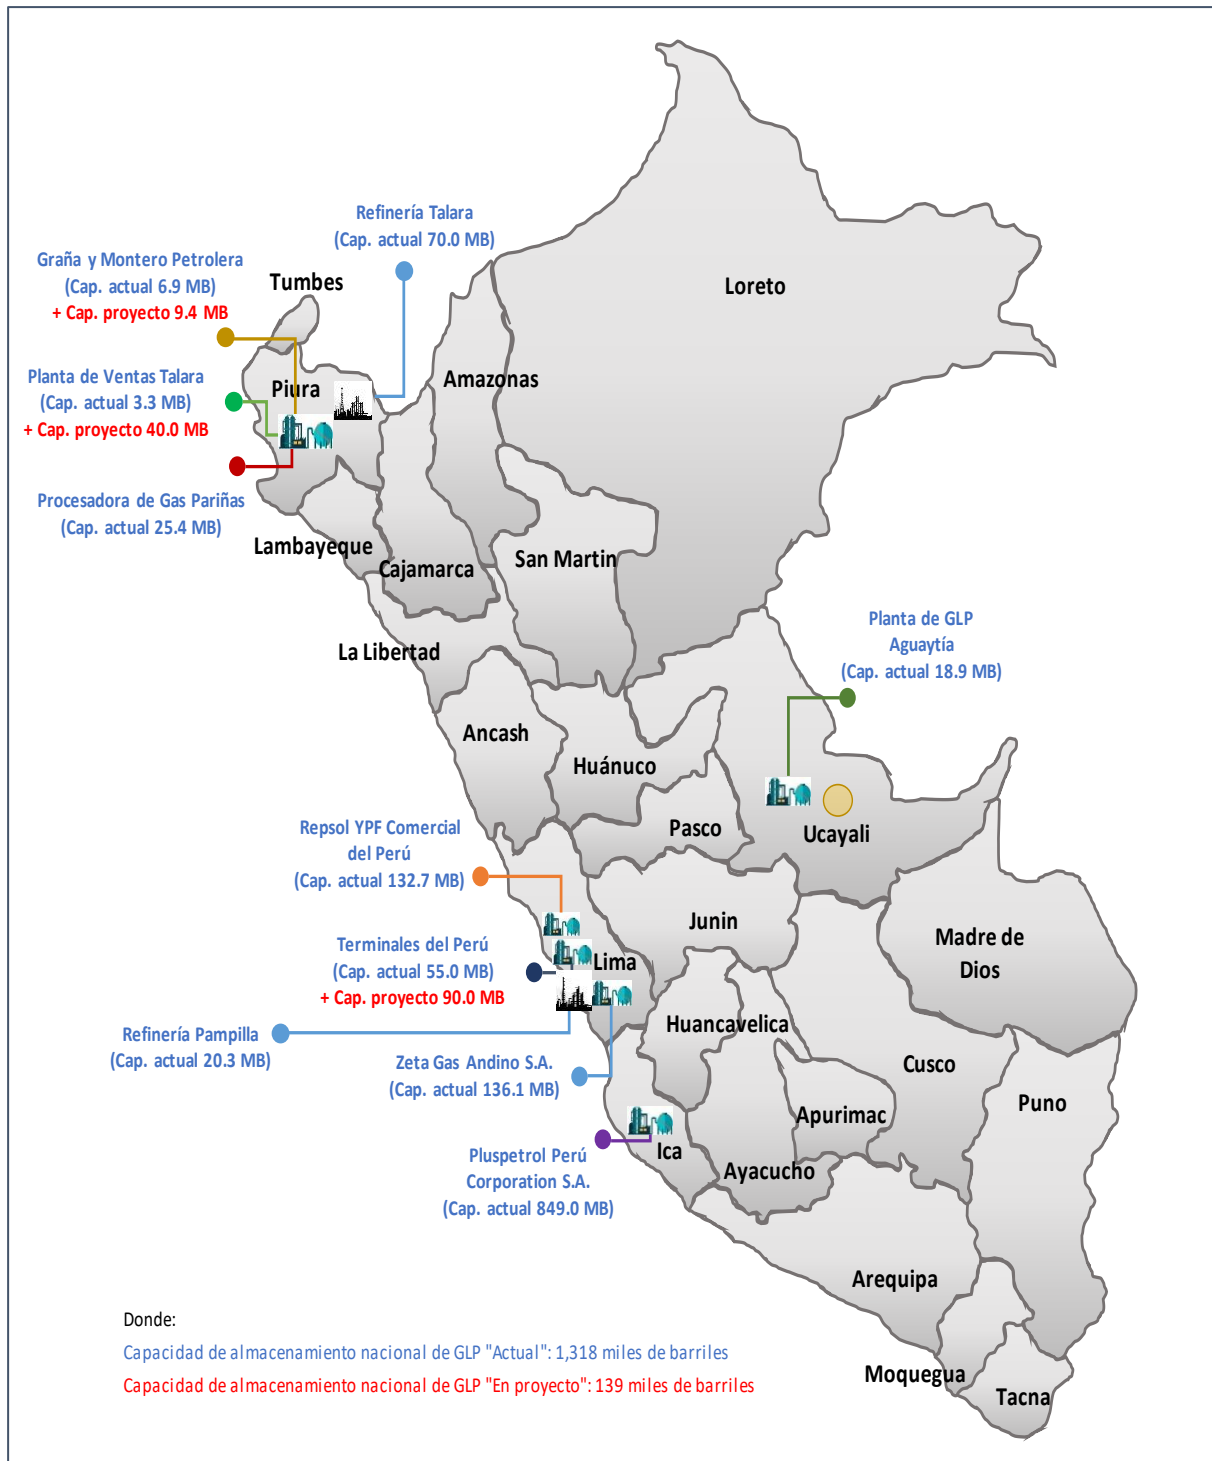 Refinería Talara
(Cap. actual 70.0 MB)
Graña y Montero Petrolera
(Cap. actual 6.9 MB)
+ Cap. proyecto 9.4 MB
Tumbes
Loreto
Planta de Ventas Talara
(Cap. actual 3.3 MB)
+ Cap. proyecto 40.0 MB
Piura
Amazonas
Procesadora de Gas Pariñas
(Cap. actual 25.4 MB)
Lambayeque
Cajamarca
San Martin
La Libertad
Planta de GLP
Aguaytía
(Cap. actual 18.9 MB)
Ancash
Huánuco
Pasco
Ucayali
Repsol YPF Comercial
del Perú
(Cap. actual 132.7 MB)
Junin
Madre de
Dios
Terminales del Perú
(Cap. actual 55.0 MB)
+ Cap. proyecto 90.0 MB
Lima
Huancavelica
Refinería Pampilla
(Cap. actual 20.3 MB)
Zeta Gas Andino S.A.
(Cap. actual 136.1 MB)
Cusco
Puno
Apurimac
Ica
Ayacucho
Pluspetrol Perú
Corporation S.A.
(Cap. actual 849.0 MB)
Arequipa
Moquegua
Tacna
Donde:
Capacidad de almacenamiento nacional de GLP "Actual": 1,318 miles de barriles
Capacidad de almacenamiento nacional de GLP "En proyecto": 139 miles de barriles